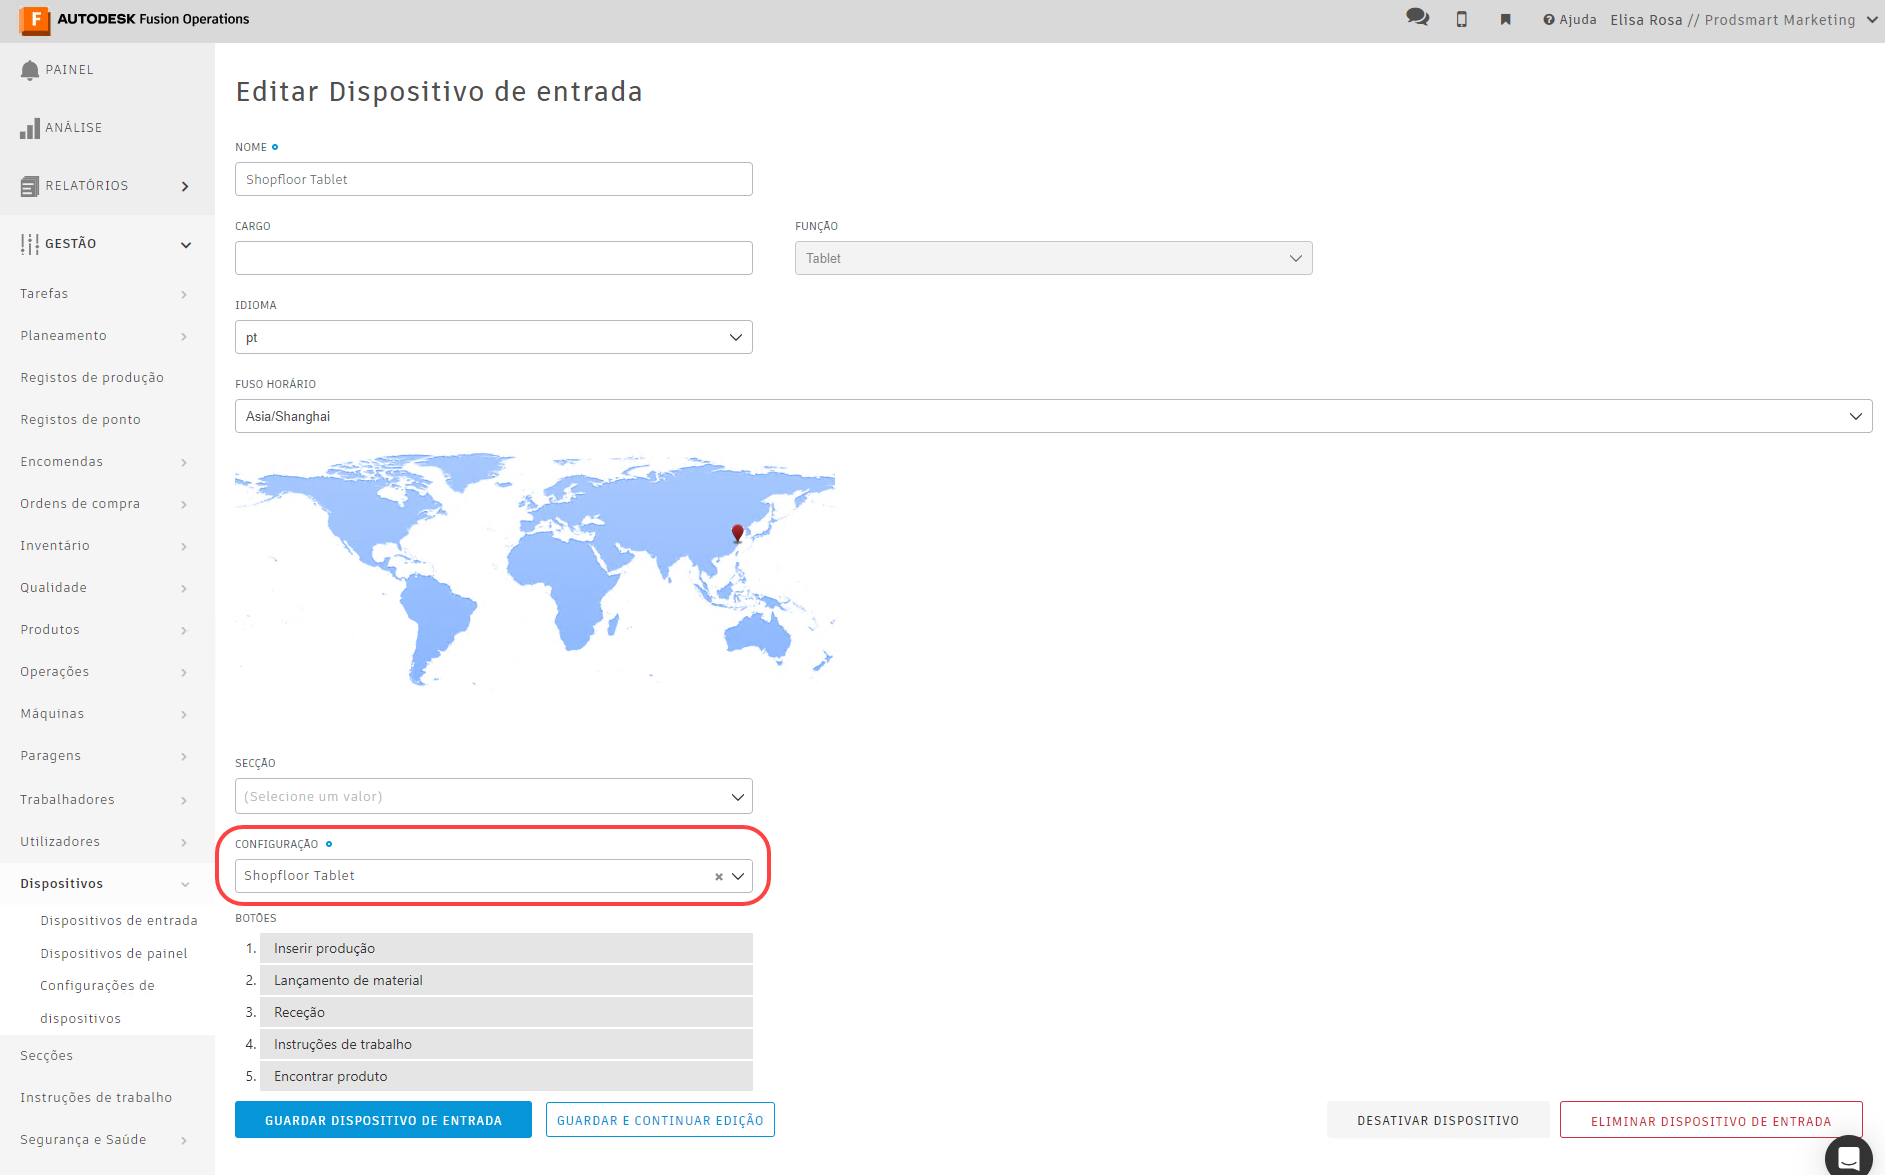 AUTODESK Fusion Operations
Ajuda
Elisa Rosa // Prodsmart Marketing
PAINEL
ANÁLISE
RELATÓRIOS
GESTÃO
Tarefas
Planeamento
Registos de produção
Registos de ponto
Encomendas
Ordens de compra
Inventário
Qualidade
Produtos
Operações
Máquinas
Paragens
Trabalhadores
Utilizadores
Dispositivos
Dispositivos de entrada
Dispositivos de painel
Configurações de
dispositivos
Secções
Instruções de trabalho
Segurança e Saúde
Editar Dispositivo de entrada
NOME
Shopfloor Tablet
CARGO
FUNÇÃO
Tablet
IDIOMA
pt
FUSO HORÁRIO
Asia/Shanghai
SECÇÃO
(Selecione um valor)
CONFIGURAÇÃO
Shopfloor Tablet
BOTÕES
1. Inserir produção
2. Lançamento de material
3. Receção
4. Instruções de trabalho
5. Encontrar produto
GUARDAR DISPOSITIVO DE ENTRADA
GUARDAR E CONTINUAR EDIÇÃO
DESATIVAR DISPOSITIVO
ELIMINAR DISPOSITIVO DE ENTRADA